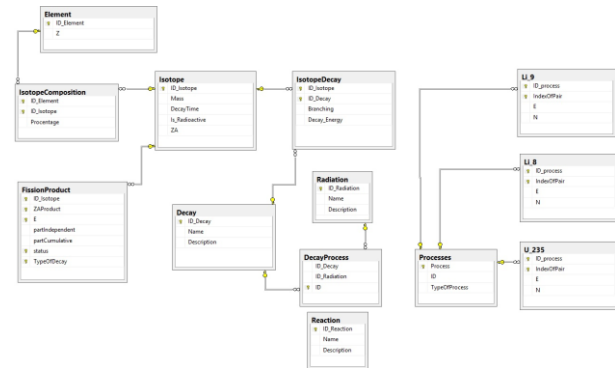 Element
ID_Element
Z
IsotopeComposition
ID_Element
ID_Isotope
Procentage
Isotope
ID_Isotope
Mass
DecayTime
Is_Radioactive
ZA
IsotopeDecay
ID_Isotope
ID_Decay
Branching
Decay_Energy
FissionProduct
ID_Isotope
ZAProduct
E
partIndependent
partCumulative
status
TypeOfDecay
Decay
ID_Decay
Name
Description
Radiation
ID_Radiation
Name
Description
DecayProcess
ID_Decay
ID_Radiation
ID
Reaction
ID_Reaction
Name
Description
Processes
Process
ID
TypeOfProcess
Li_9
ID_process
IndexOfPair
E
N
Li_8
ID_process
IndexOfPair
E
N
U_235
ID_process
IndexOfPair
E
N